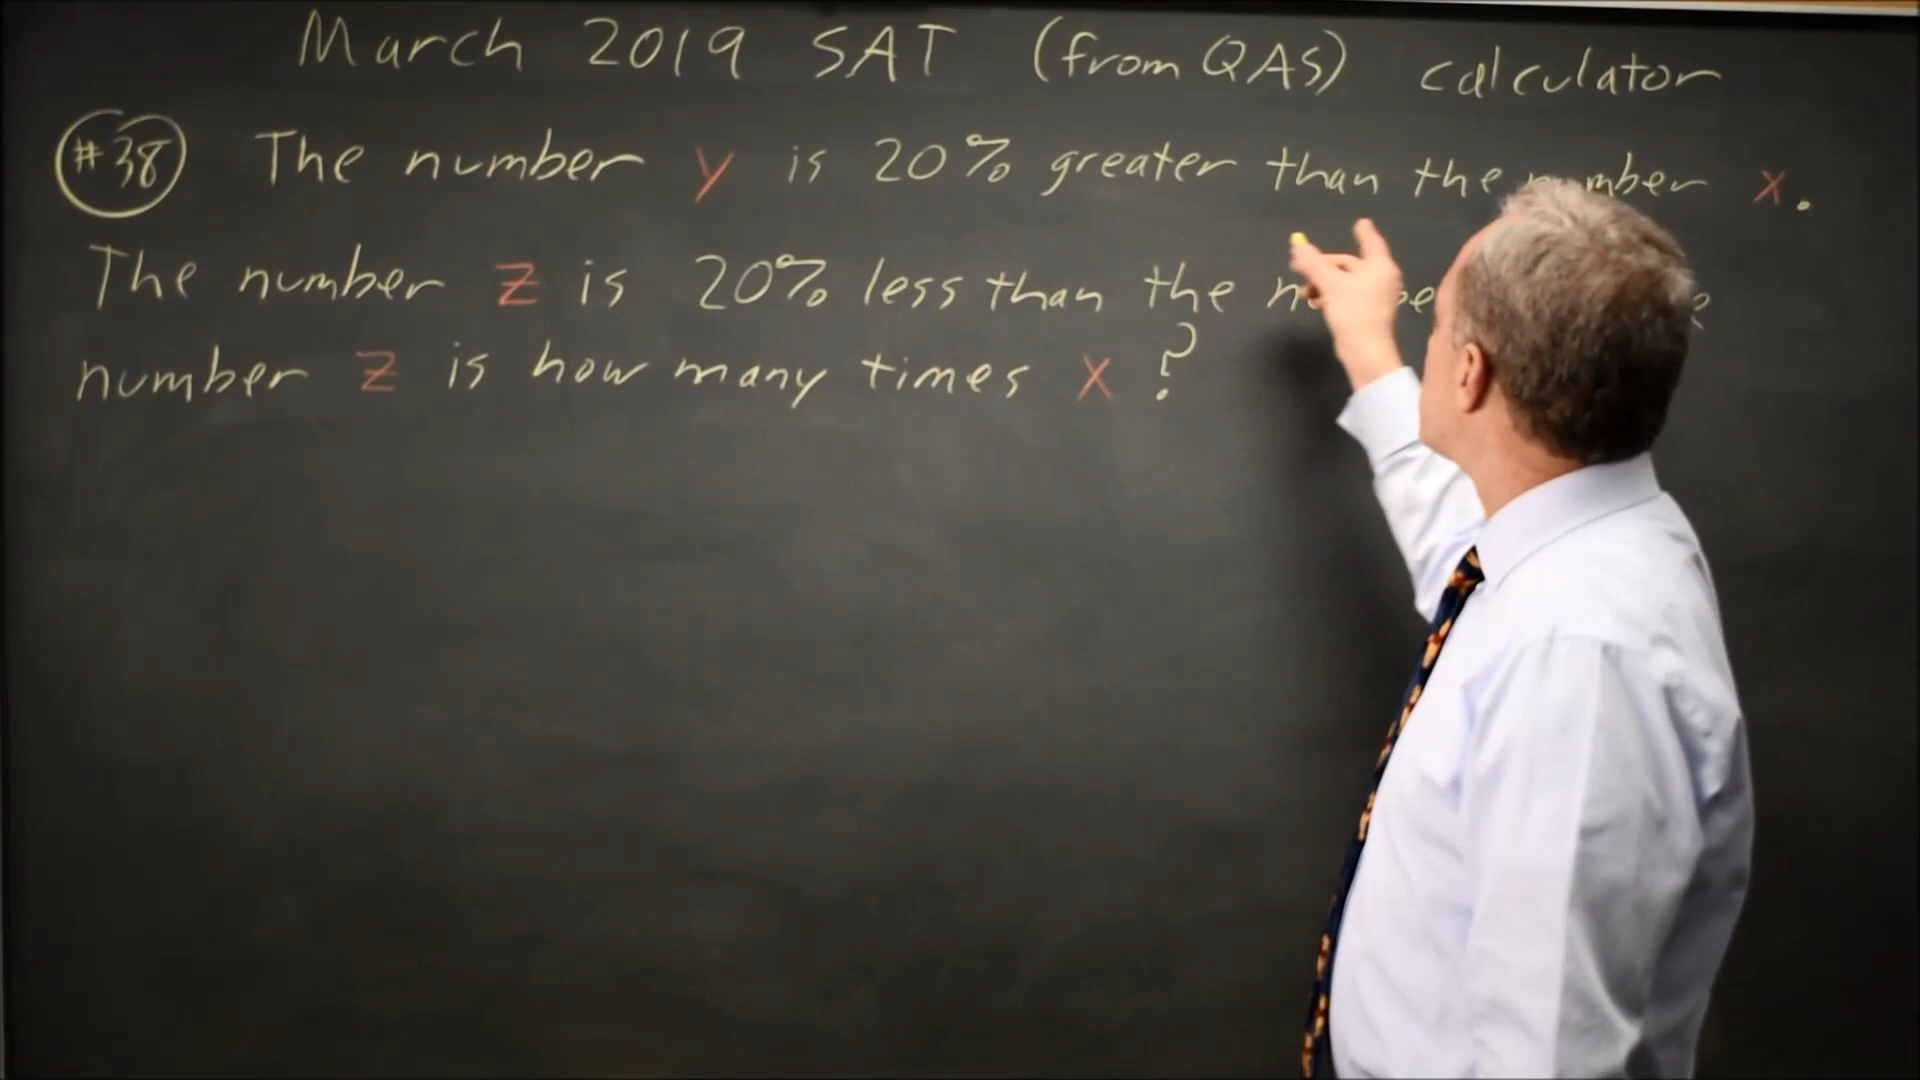 March 2019 SAT (from QAS) calculator
#38 The number y is 20% greater than the number x.
The number z is 20% less than the
number z is how many times x ?